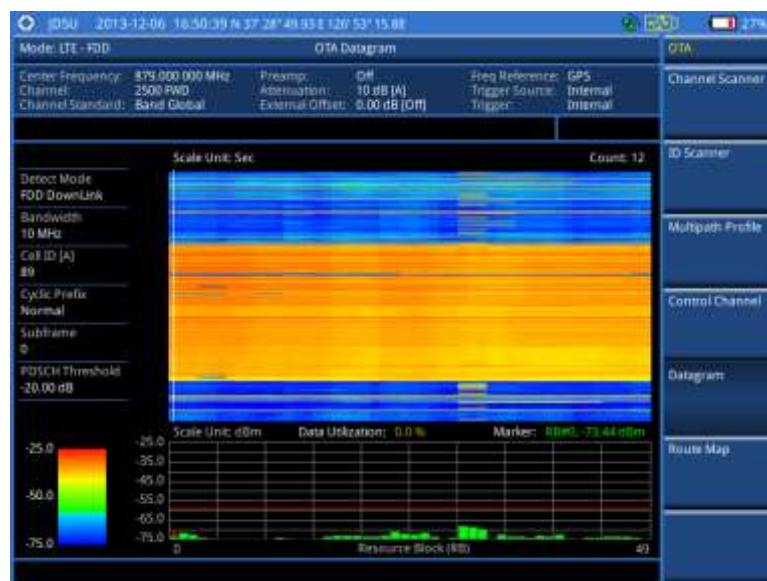 JDSU 2013-12-06 16:50:39 N 37° 28" 49.93 E 126° 53" 15.88 27%
Mode: LTE - FDD OTA Datagram OTA
Center Frequency: 879.000 000 MHz Preamp: Off Freq Reference: GPS
Channel: 2500 FWD Attenuation: 10 dB [A] Trigger Source: Internal
Channel Standard: Band Global External Offset: 0.00 dB [Off] Trigger: Internal
Channel Scanner
Scale Unit: Sec Count: 12
ID Scanner
Detect Mode
FDD DownLink
Bandwidth
10 MHz
Multipath Profile
Cell ID [A]
89
Cyclic Prefix
Normal
Control Channel
Subframe
0
PDSCH Threshold
-20.00 dB
Datagram
Scale Unit: dBm Data Utilization: 0.0 % Marker: RB#0, -73.44 dBm
Route Map
-25.0
-50.0
-75.0
-25.0
-35.0
-45.0
-55.0
-65.0
-75.0
0 Resource Block (RB) 49